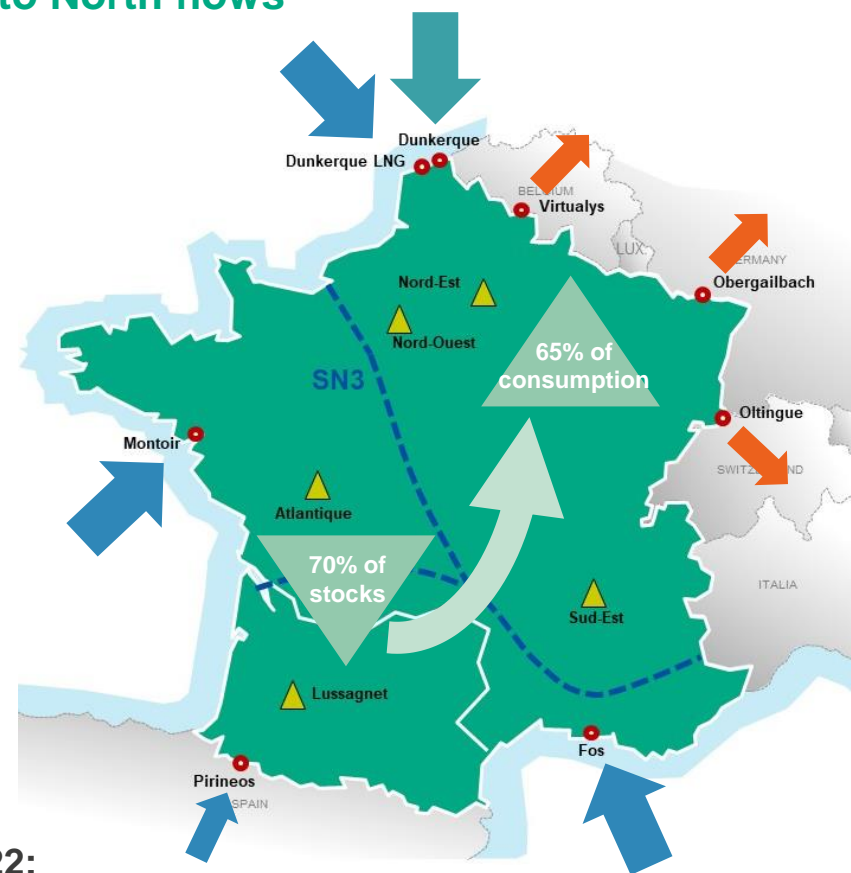 to North flows
Dunkerque
Dunkerque LNG
BELGIUM
Virtualys
LUX.
GERMANY
Obergailbach
Nord-Est
Nord-Ouest
65% of
consumption
SN3
Oltingue
Montoir
SWITZERLAND
Atlantique
70% of
stocks
ITALIA
Sud-Est
Lussagnet
Fos
Pirineos
SPAIN
22: